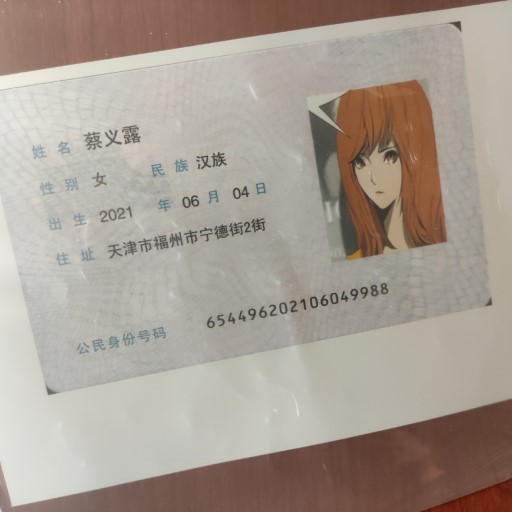 姓名 蔡义露
性别 女 民族 汉族
出生 2021 年 06 月 04 日
住址 天津市福州市宁德街2街
公民身份号码 654496202106049988